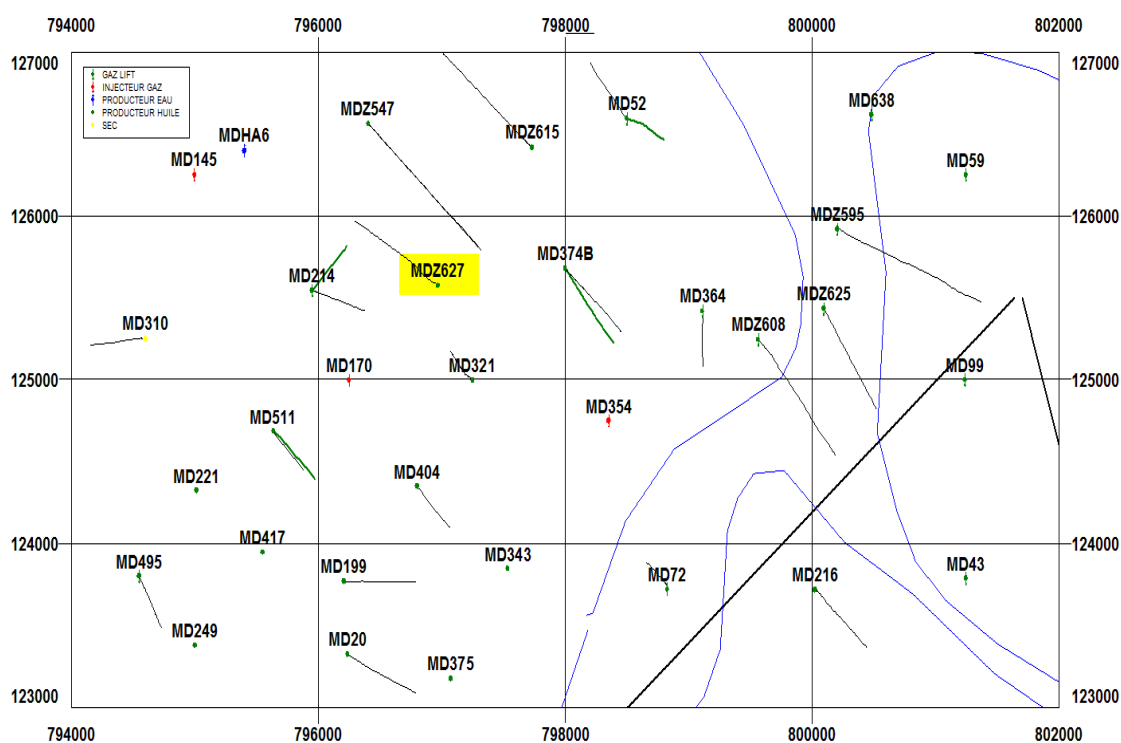 794000 796000 798000 800000 802000
127000 127000
GAZ LIFT
INJECTEUR GAZ
PRODUCTEUR EAU
PRODUCTEUR HUILE
SEC
MDZ547
MD52
MD638
MDHA6
MDZ615
MD145
MD59
126000 126000
MDZ595
MD214
MDZ627
MD374B
MD364
MDZ625
MD310
MDZ608
125000 125000
MD170
MD321
MD99
MD354
MD511
MD221
MD404
MD417
124000 124000
MD495
MD199
MD343
MD72
MD216
MD43
MD249
MD20
MD375
123000 123000
794000 796000 798000 800000 802000